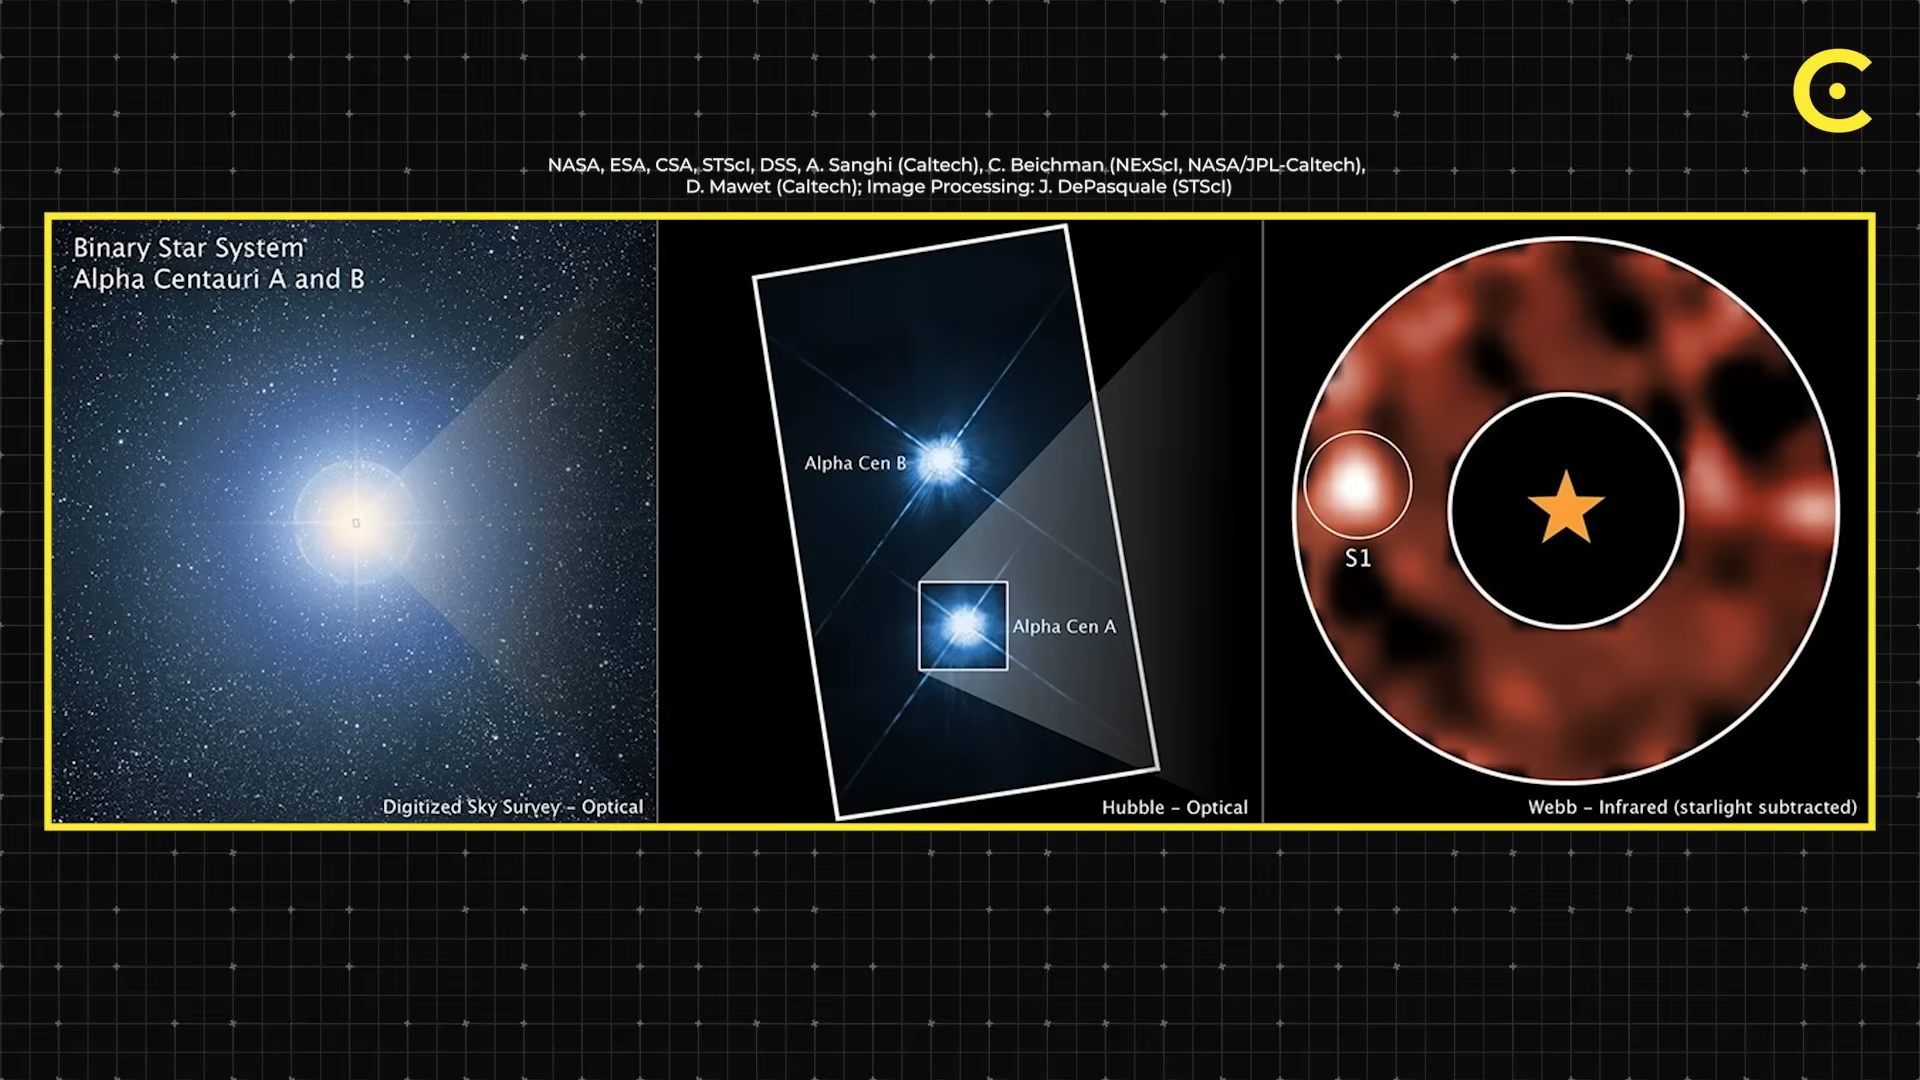 NASA, ESA, CSA, STScI, DSS, A. Sanghi (Caltech), C. Beichman (NExScI, NASA/JPL-Caltech),
D. Mawet (Caltech); Image Processing: J. DePasquale (STScI)
Binary Star System
Alpha Centauri A and B
Digitized Sky Survey – Optical
Alpha Cen B
Alpha Cen A
Hubble – Optical
S1
Webb – Infrared (starlight subtracted)